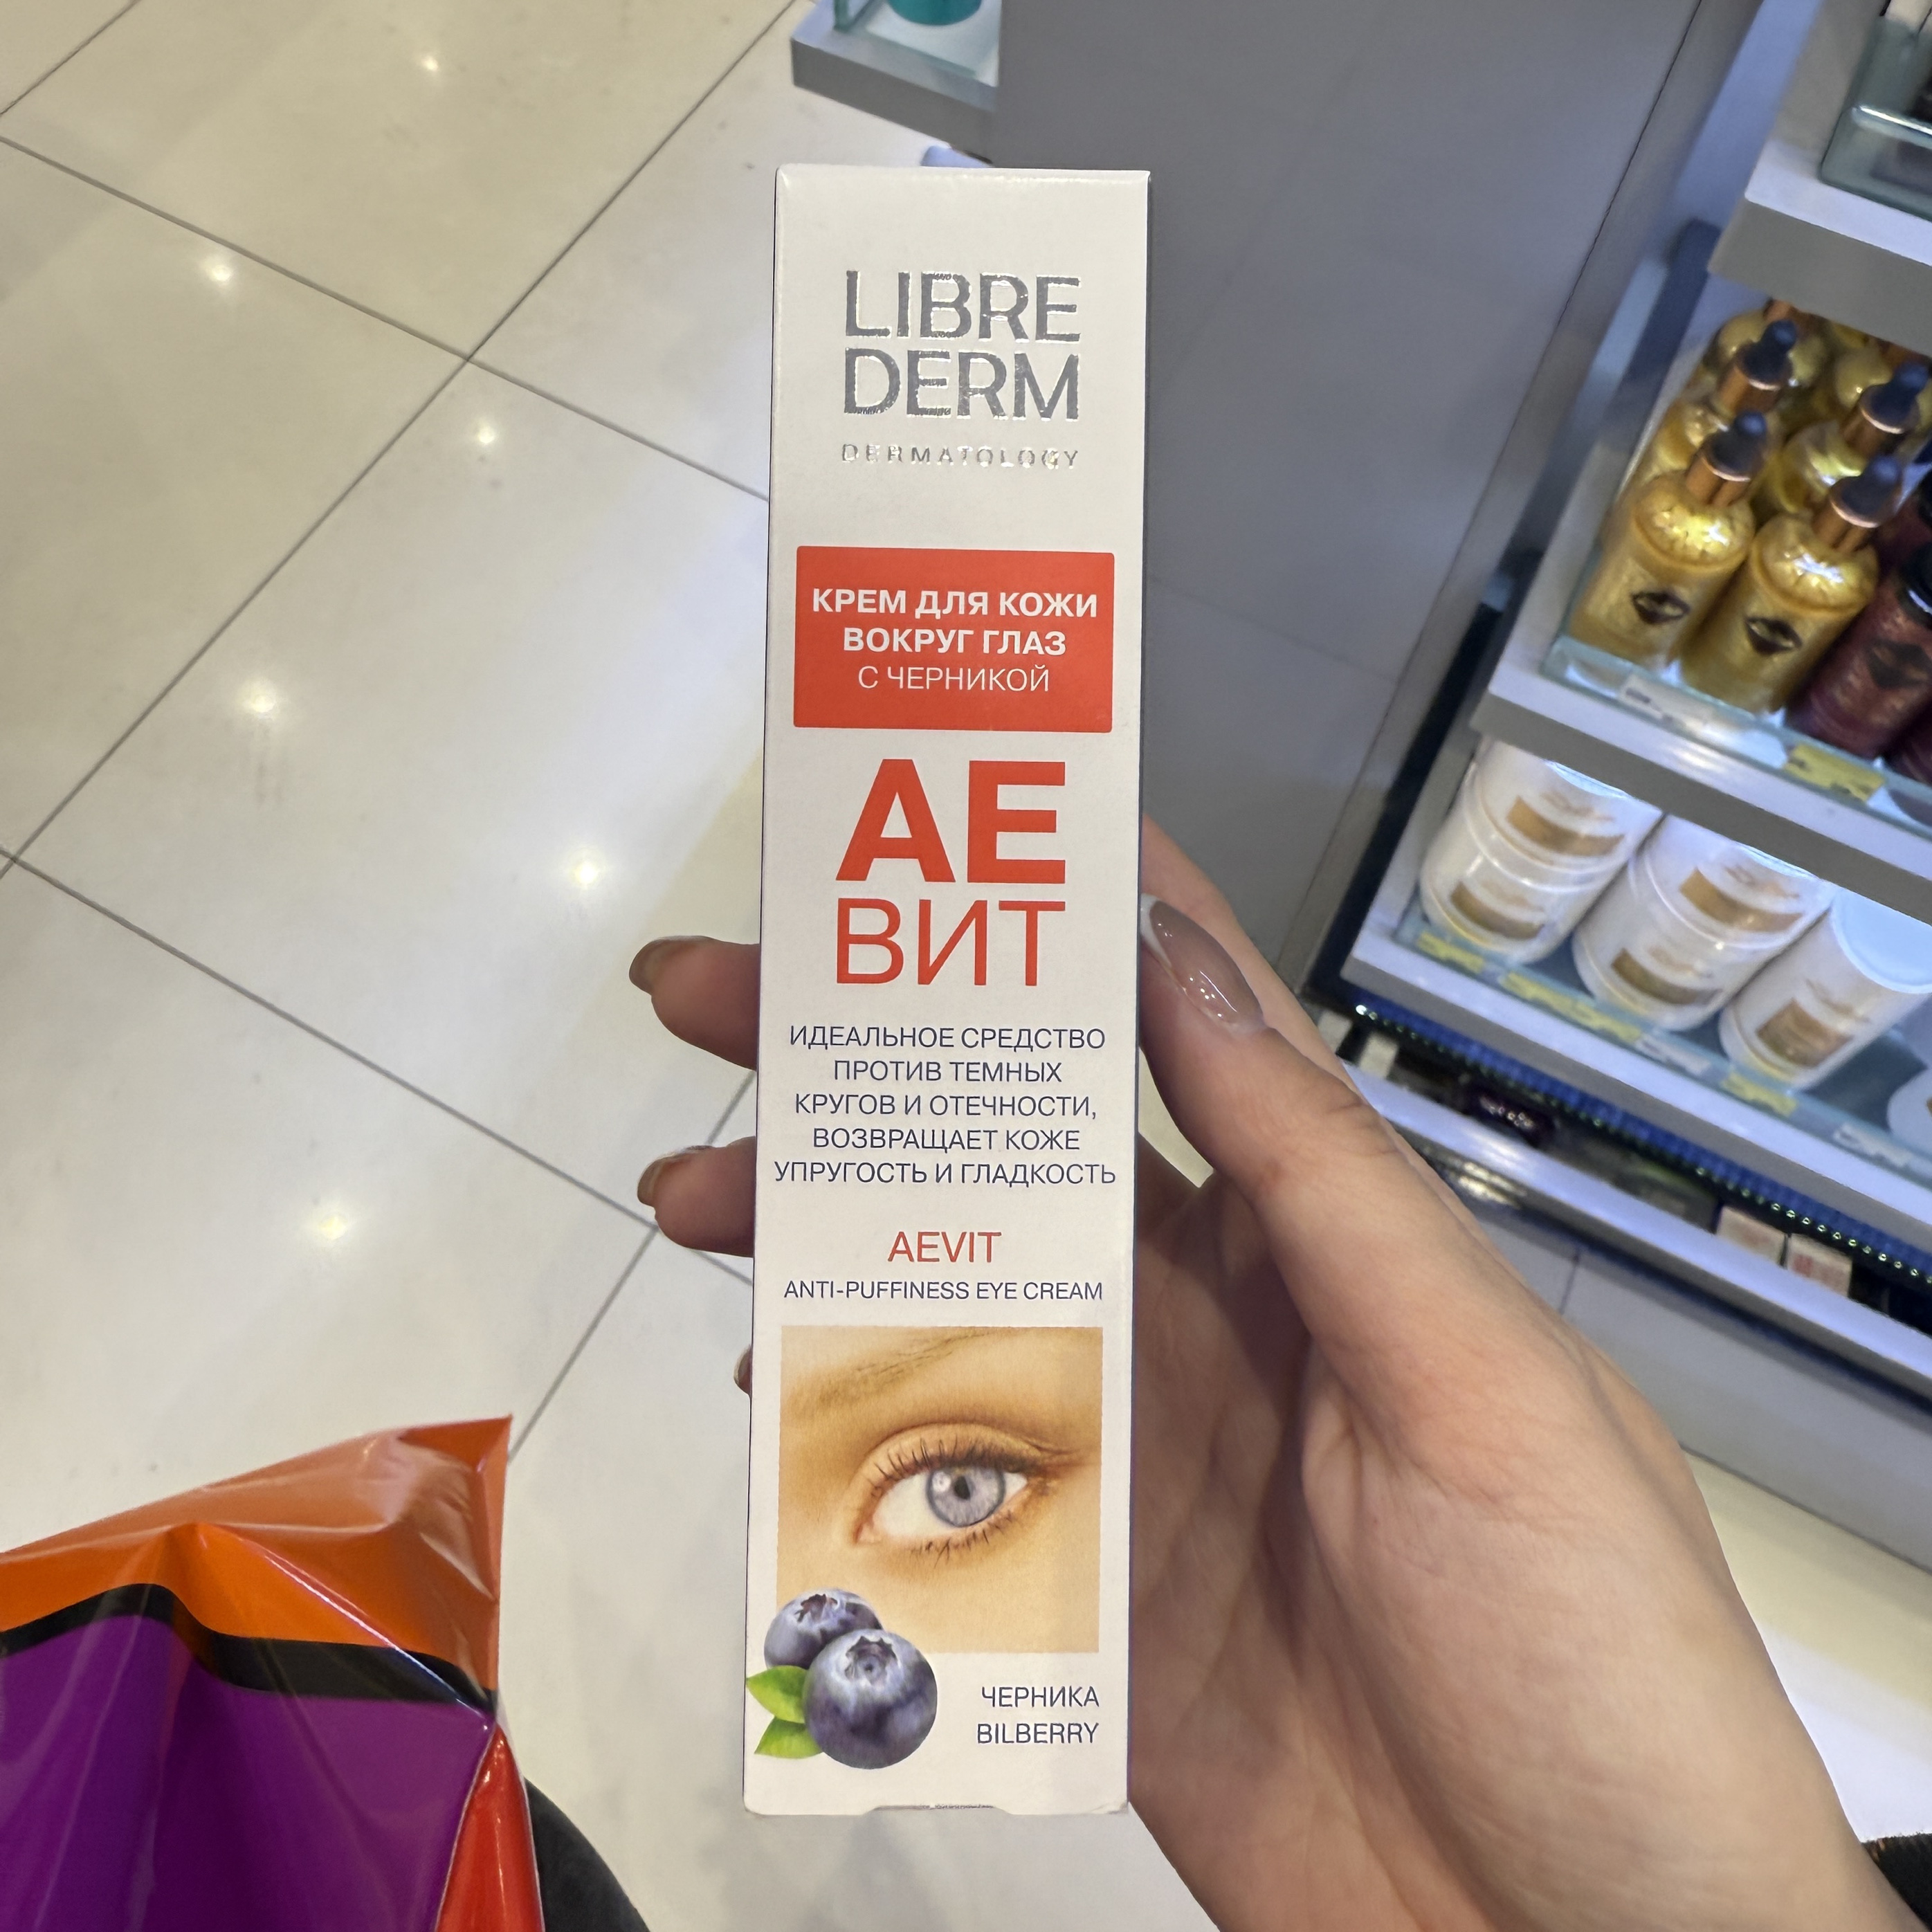 LIBRE
DERM
DERMATOLOGY
КРЕМ ДЛЯ КОЖИ
ВОКРУГ ГЛАЗ
С ЧЕРНИКОЙ
АЕ
ВИТ
ИДЕАЛЬНОЕ СРЕДСТВО
ПРОТИВ ТЕМНЫХ
КРУГОВ И ОТЕЧНОСТИ,
ВОЗВРАЩАЕТ КОЖЕ
УПРУГОСТЬ И ГЛАДКОСТЬ
AEVIT
ANTI-PUFFINESS EYE CREAM
ЧЕРНИКА
BILBERRY